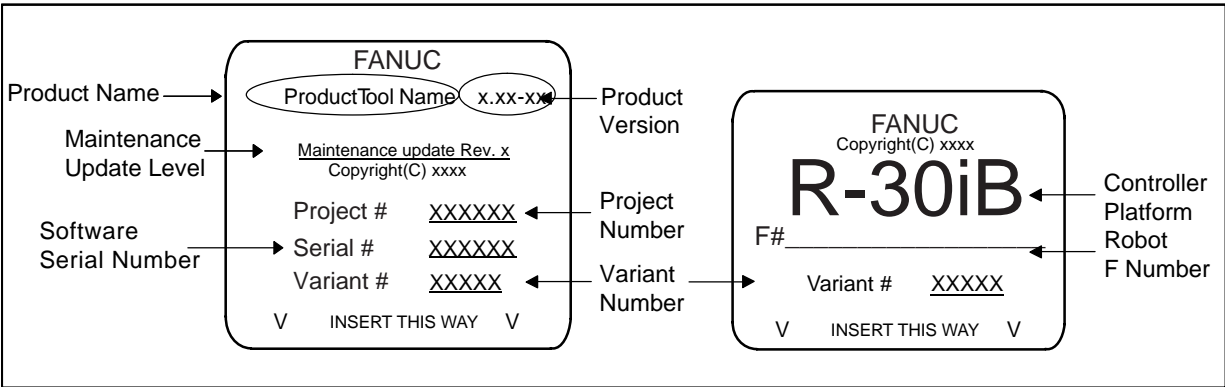 FANUC
Product Name
ProductTool Name x.xx-xx
Product
Version
Maintenance
Update Level
Maintenance update Rev. x
Copyright(C) xxxx
Project # XXXXXX
Project
Number
Software
Serial Number
Serial # XXXXXX
Variant # XXXXX
Variant
Number
V INSERT THIS WAY V
FANUC
Copyright(C) xxxx
R-30iB
Controller
Platform
F#__________________
Robot
F Number
Variant # XXXXX
V INSERT THIS WAY V